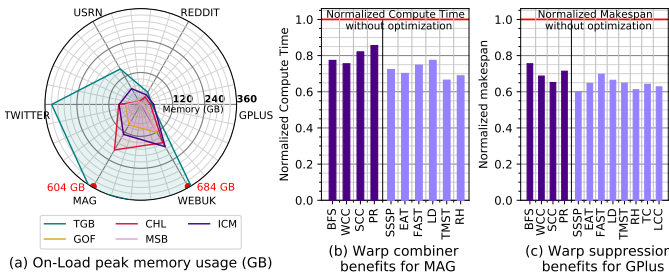 USRN
REDDIT
TWITTER
120 240 360
Memory (GB)
GPLUS
604 GB
684 GB
MAG
WEBUK
TGB
CHL
ICM
GOF
MSB
(a) On-Load peak memory usage (GB)
Normalized Compute Time
without optimization
Normalized Compute Time
1.0
0.8
0.6
0.4
0.2
0.0
BFS
WCC
SCC
PR
SSSP
EAT
FAST
LD
TMST
RH
(b) Warp combiner
benefits for MAG
Normalized Makespan
without optimization
Normalized makespan
1.0
0.8
0.6
0.4
0.2
0.0
BFS
WCC
SCC
PR
SSSP
EAT
FAST
LD
TMST
RH
TC
LCC
(c) Warp suppression
benefits for GPlus